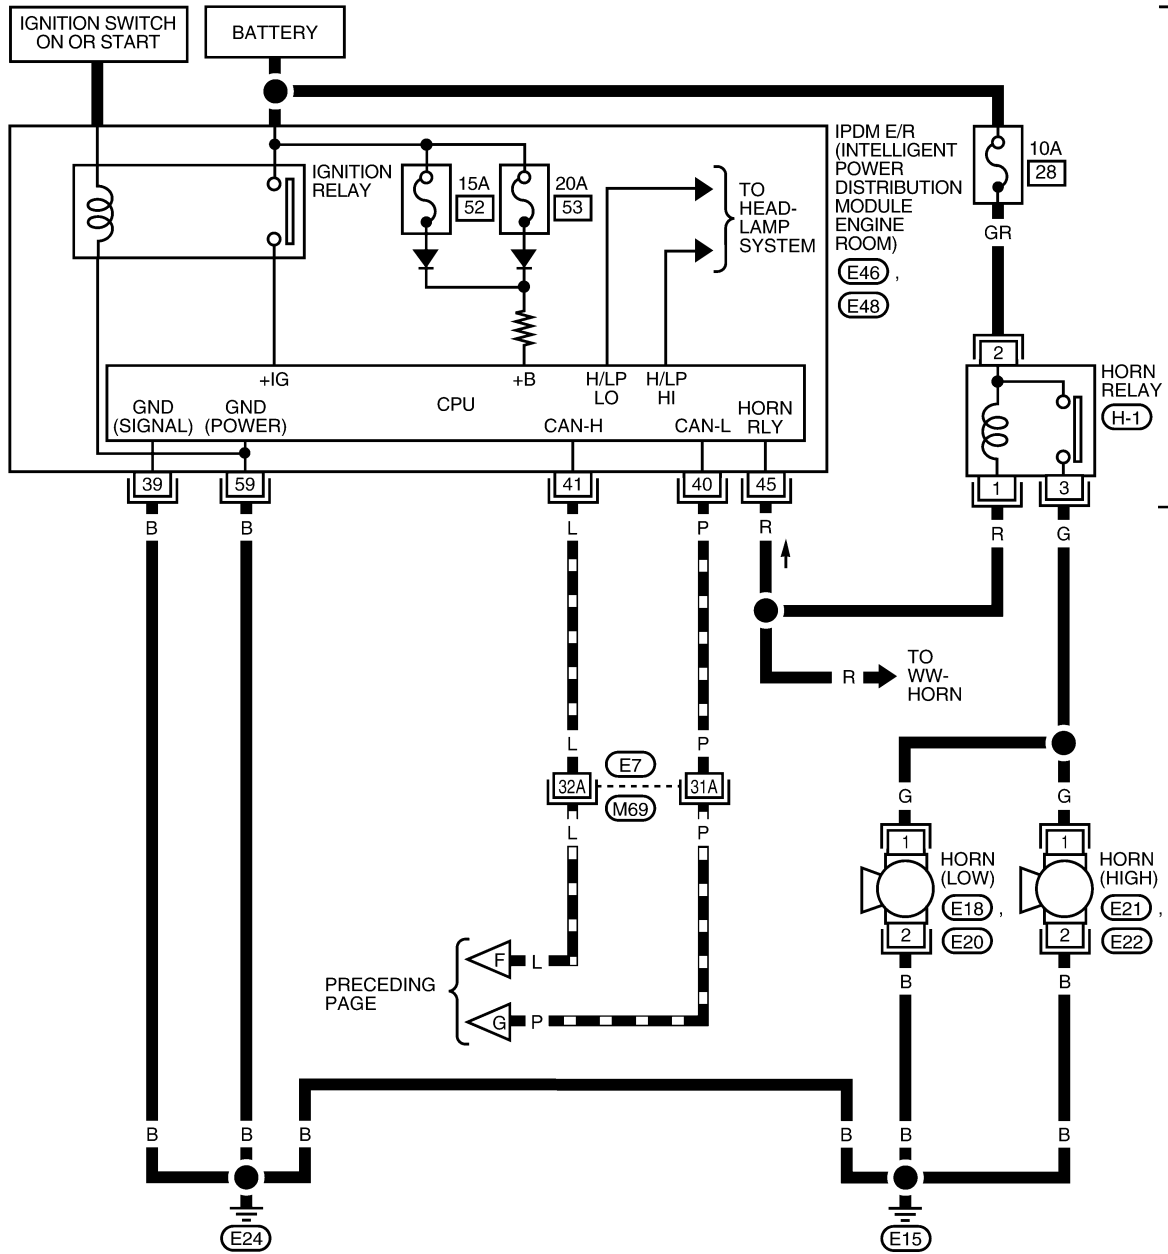 IGNITION SWITCH
ON OR START
BATTERY
IGNITION
RELAY
15A
52
20A
53
TO
HEAD-
LAMP
SYSTEM
IPDM E/R
(INTELLIGENT
POWER
DISTRIBUTION
MODULE
ENGINE
ROOM)
E46 ,
E48
10A
28
GR
2
HORN
RELAY
H-1
1
3
+IG
+B
H/LP
LO
H/LP
HI
CPU
GND
(SIGNAL)
GND
(POWER)
CAN-H
CAN-L
HORN
RLY
39
59
41
40
45
B
B
L
P
R
R
G
TO
WW-
HORN
R
L
P
E7
32A
31A
M69
L
P
G
G
1
1
HORN
(LOW)
E18 ,
E20
HORN
(HIGH)
E21 ,
E22
2
2
B
B
PRECEDING
PAGE
F
L
G
P
B
B
B
B
B
B
E24
E15